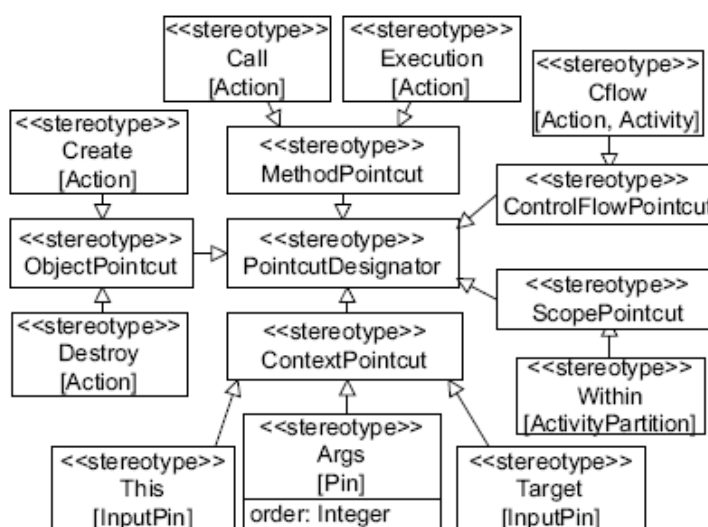 <<stereotype>>
Call
[Action]
<<stereotype>>
Execution
[Action]
<<stereotype>>
Cflow
[Action, Activity]
<<stereotype>>
Create
[Action]
<<stereotype>>
MethodPointcut
<<stereotype>>
ControlFlowPointcut
<<stereotype>>
ObjectPointcut
<<stereotype>>
PointcutDesignator
<<stereotype>>
ScopePointcut
<<stereotype>>
Destroy
[Action]
<<stereotype>>
ContextPointcut
<<stereotype>>
Within
[ActivityPartition]
<<stereotype>>
This
[InputPin]
<<stereotype>>
Args
[Pin]
order: Integer
<<stereotype>>
Target
[InputPin]